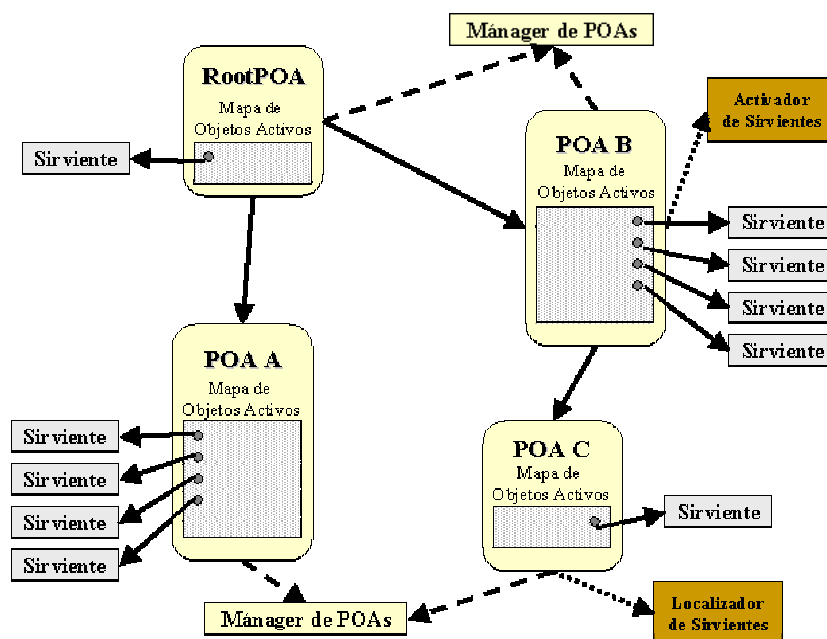 Mánager de POAs
RootPOA
Mapa de
Objetos Activos
Sirviente
POA B
Mapa de
Objetos Activos
Activador
de Sirvientes
Sirviente
Sirviente
Sirviente
Sirviente
POA A
Mapa de
Objetos Activos
Sirviente
Sirviente
Sirviente
Sirviente
POA C
Mapa de
Objetos Activos
Sirviente
Mánager de POAs
Localizador
de Sirvientes